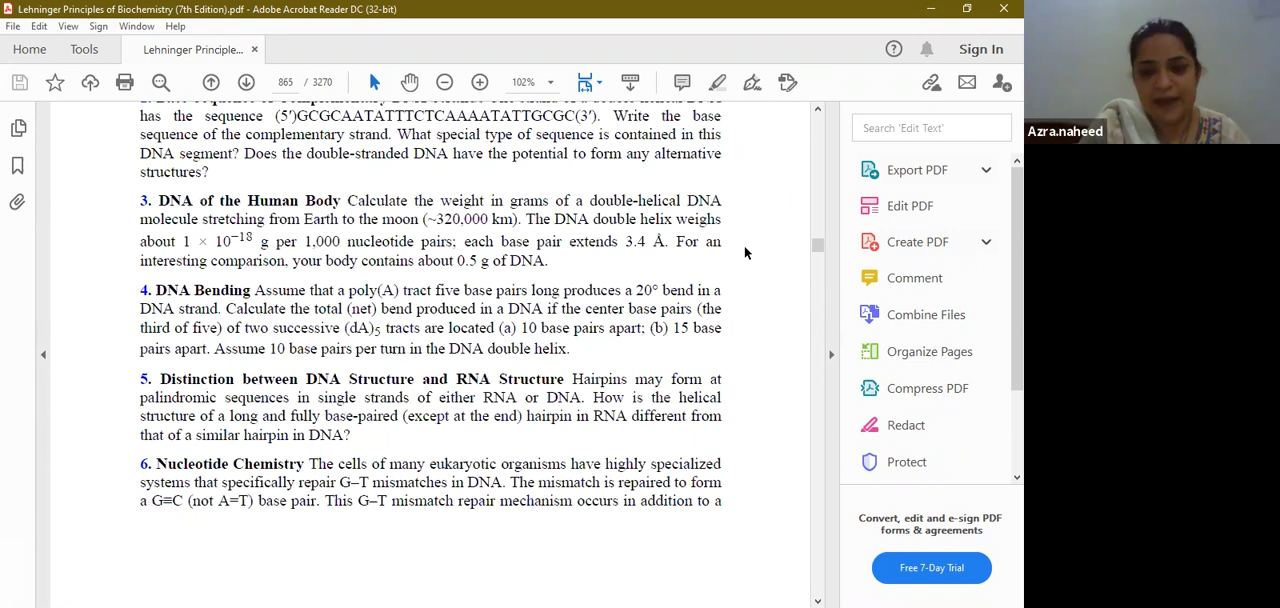 Lehninger Principles of Biochemistry (7th Edition).pdf - Adobe Acrobat Reader DC (32-bit)
File Edit View Sign Window Help
Home Tools Lehninger Principle... × Sign In
865 / 3270 102%
has the sequence (5′)GCGCAATATTTCTCAAAATATTGCGC(3′). Write the base
sequence of the complementary strand. What special type of sequence is contained in this
DNA segment? Does the double-stranded DNA have the potential to form any alternative
structures?
3. DNA of the Human Body Calculate the weight in grams of a double-helical DNA
molecule stretching from Earth to the moon (~320,000 km). The DNA double helix weighs
about 1 × 10⁻¹⁸ g per 1,000 nucleotide pairs; each base pair extends 3.4 Å. For an
interesting comparison, your body contains about 0.5 g of DNA.
4. DNA Bending Assume that a poly(A) tract five base pairs long produces a 20° bend in a
DNA strand. Calculate the total (net) bend produced in a DNA if the center base pairs (the
third of five) of two successive (dA)₅ tracts are located (a) 10 base pairs apart; (b) 15 base
pairs apart. Assume 10 base pairs per turn in the DNA double helix.
5. Distinction between DNA Structure and RNA Structure Hairpins may form at
palindromic sequences in single strands of either RNA or DNA. How is the helical
structure of a long and fully base-paired (except at the end) hairpin in RNA different from
that of a similar hairpin in DNA?
6. Nucleotide Chemistry The cells of many eukaryotic organisms have highly specialized
systems that specifically repair G–T mismatches in DNA. The mismatch is repaired to form
a G≡C (not A=T) base pair. This G–T mismatch repair mechanism occurs in addition to a
Search 'Edit Text'
Export PDF
Edit PDF
Create PDF
Comment
Combine Files
Organize Pages
Compress PDF
Redact
Protect
Convert, edit and e-sign PDF
forms & agreements
Free 7-Day Trial
Azra.naheed